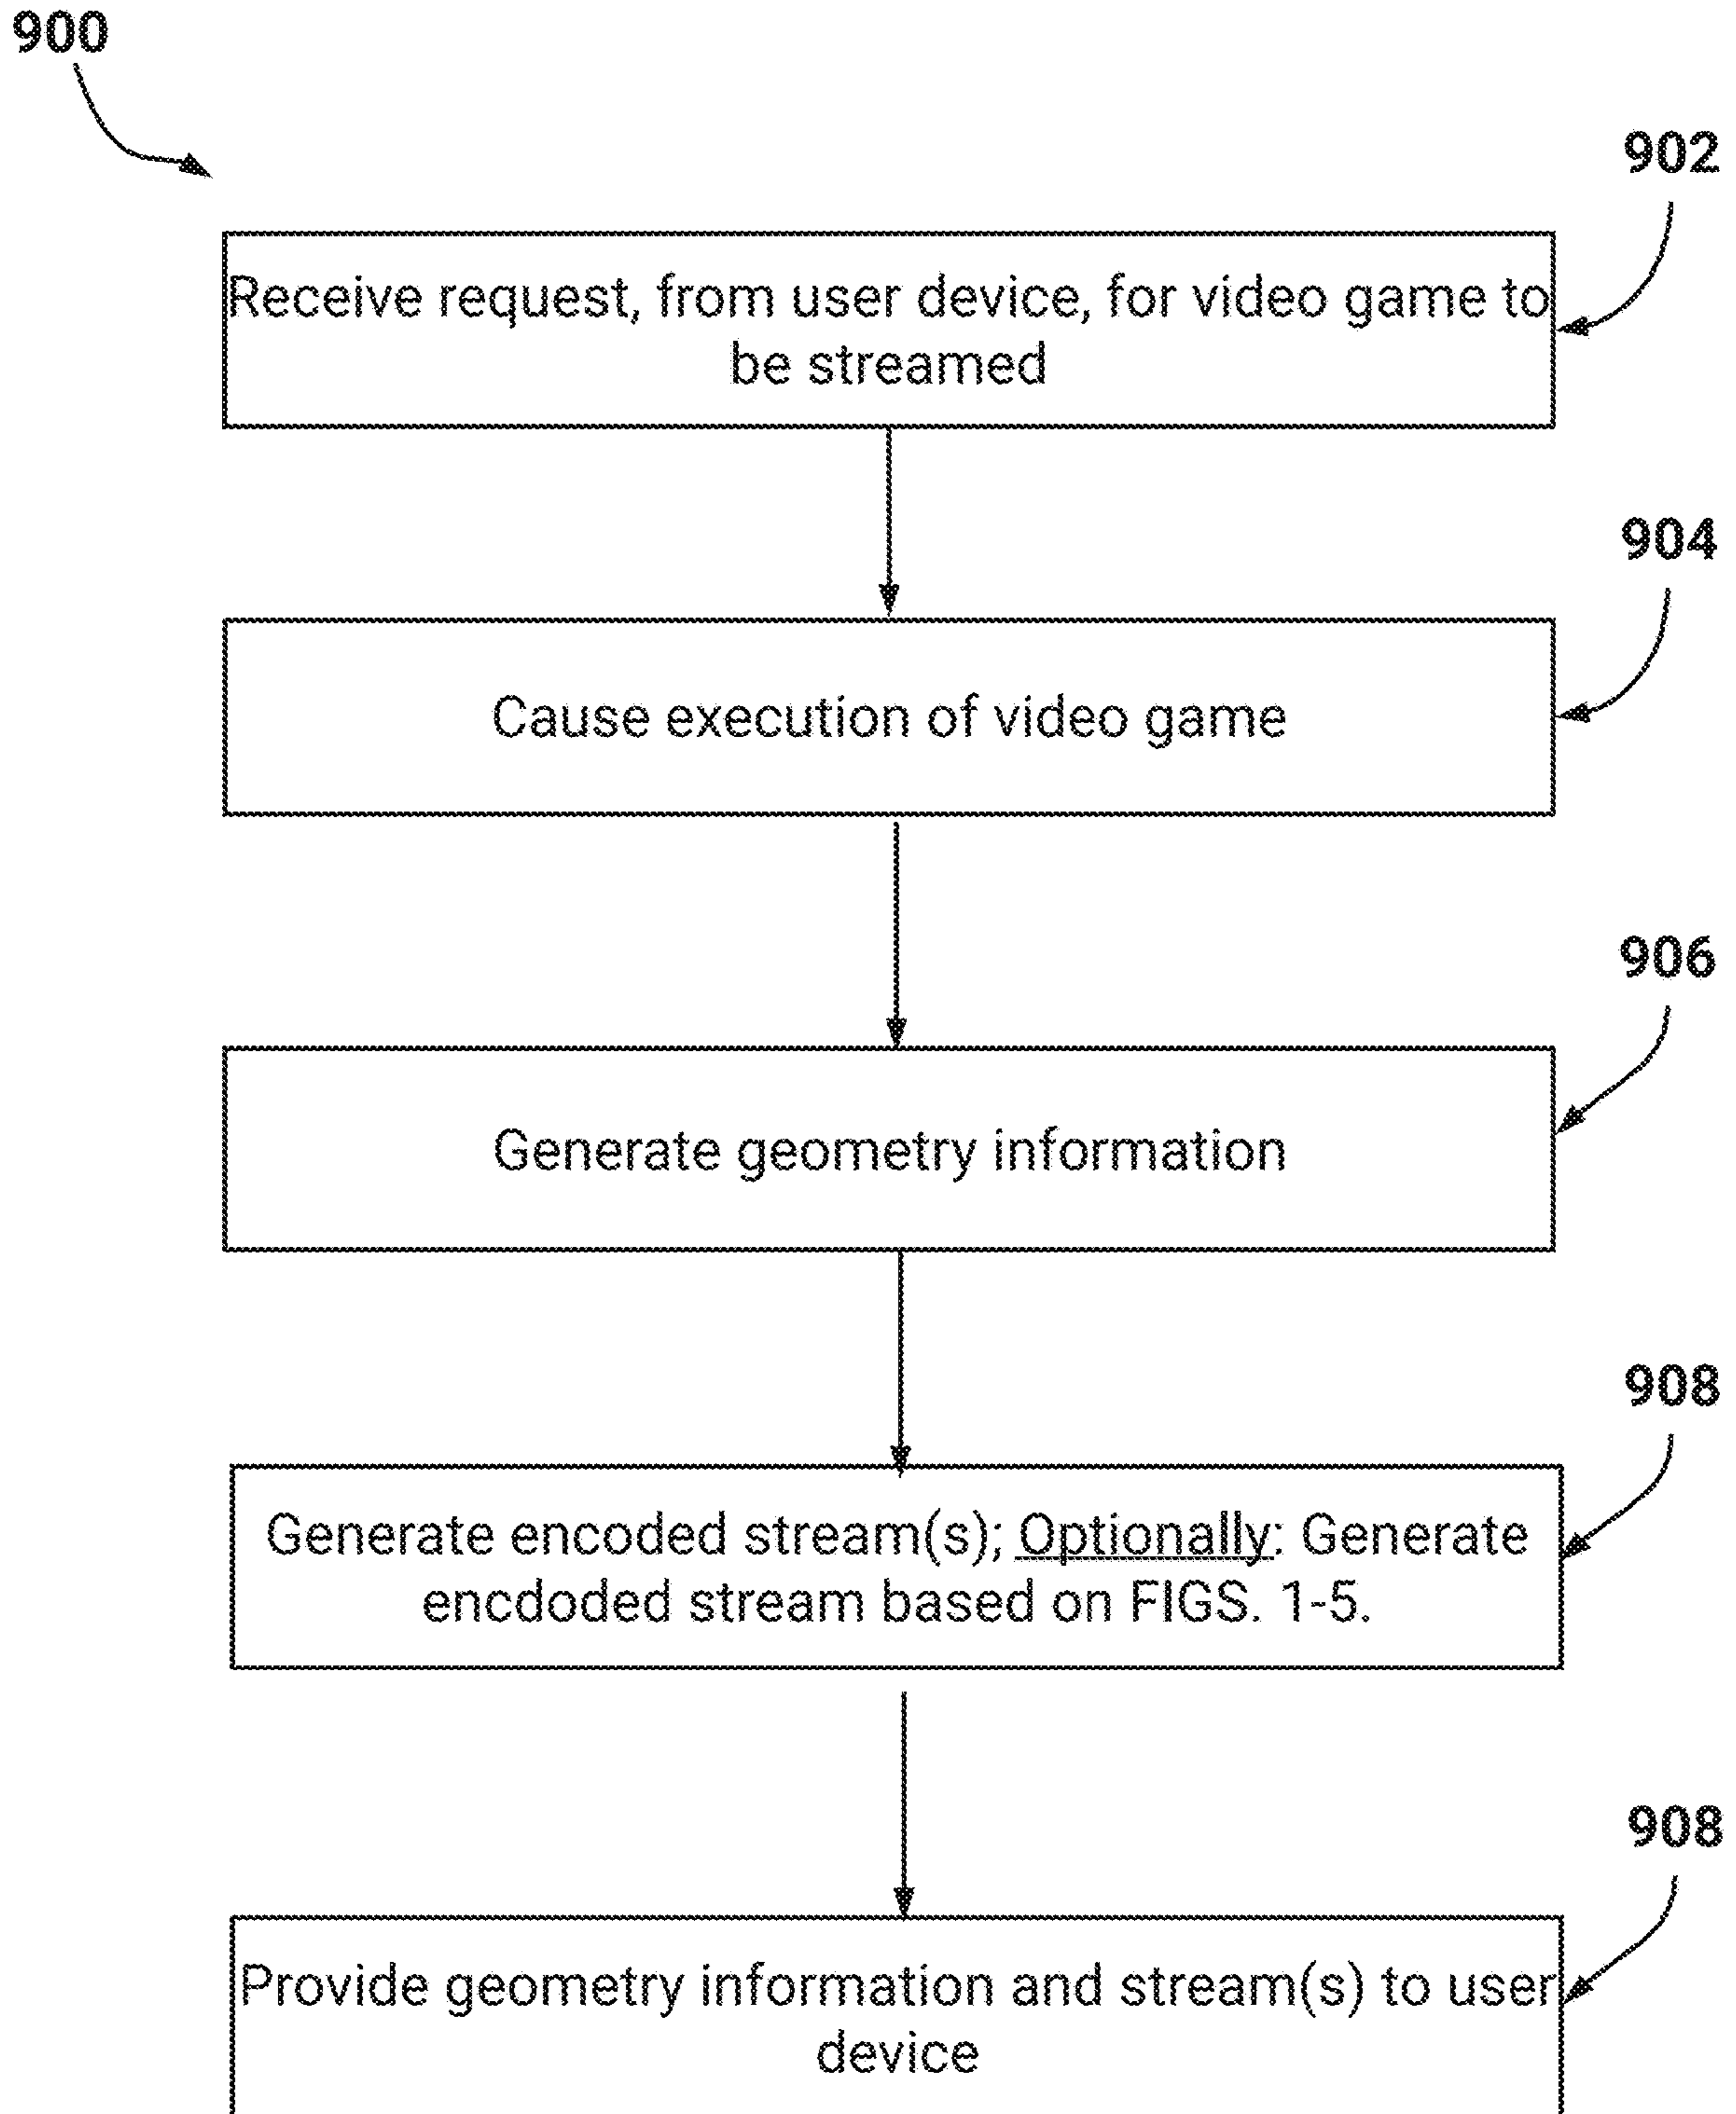 900
902
Receive request, from user device, for video game to
be streamed
904
Cause execution of video game
906
Generate geometry information
908
Generate encoded stream(s); Optionally: Generate
encdoded stream based on FIGS. 1-5.
908
Provide geometry information and stream(s) to user
device